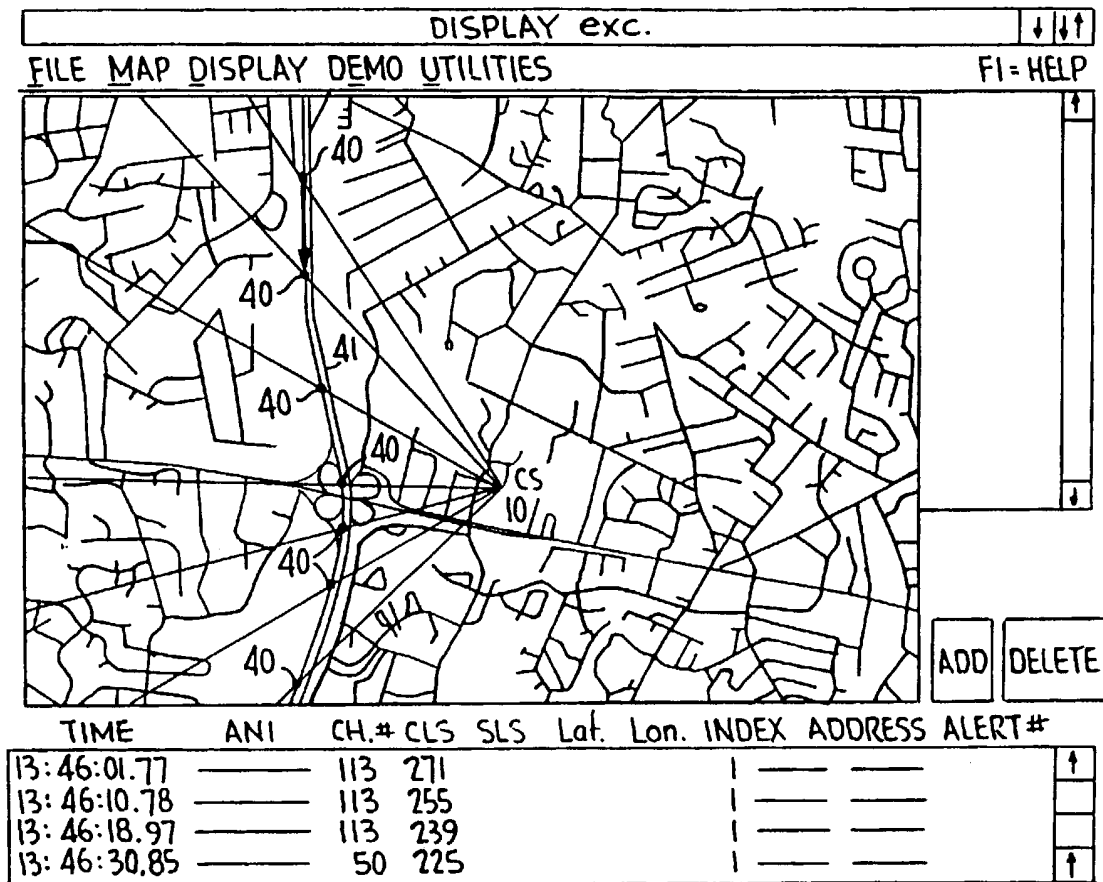 DISPLAY exc.
FILE MAP DISPLAY DEMO UTILITIES F1=HELP
40
40
41
40
40
CS
10
40
40
ADD DELETE
TIME ANI CH.# CLS SLS Lat. Lon. INDEX ADDRESS ALERT#
13:46:01.77 113 271 1
13:46:10.78 113 255 1
13:46:18.97 113 239 1
13:46:30.85 50 225 1